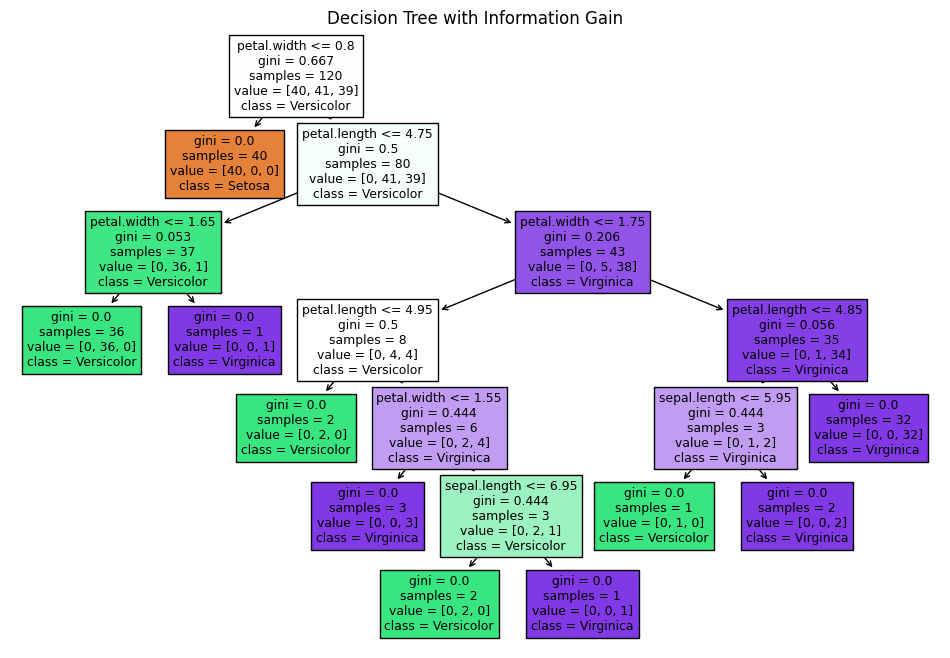 Decision Tree with Information Gain
petal.width <= 0.8
gini = 0.667
samples = 120
value = [40, 41, 39]
class = Versicolor
gini = 0.0
samples = 40
value = [40, 0, 0]
class = Setosa
petal.length <= 4.75
gini = 0.5
samples = 80
value = [0, 41, 39]
class = Versicolor
petal.width <= 1.65
gini = 0.053
samples = 37
value = [0, 36, 1]
class = Versicolor
petal.width <= 1.75
gini = 0.206
samples = 43
value = [0, 5, 38]
class = Virginica
gini = 0.0
samples = 36
value = [0, 36, 0]
class = Versicolor
gini = 0.0
samples = 1
value = [0, 0, 1]
class = Virginica
petal.length <= 4.95
gini = 0.5
samples = 8
value = [0, 4, 4]
class = Versicolor
petal.length <= 4.85
gini = 0.056
samples = 35
value = [0, 1, 34]
class = Virginica
gini = 0.0
samples = 2
value = [0, 2, 0]
class = Versicolor
petal.width <= 1.55
gini = 0.444
samples = 6
value = [0, 2, 4]
class = Virginica
sepal.length <= 5.95
gini = 0.444
samples = 3
value = [0, 1, 2]
class = Virginica
gini = 0.0
samples = 32
value = [0, 0, 32]
class = Virginica
gini = 0.0
samples = 3
value = [0, 0, 3]
class = Virginica
sepal.length <= 6.95
gini = 0.444
samples = 3
value = [0, 2, 1]
class = Versicolor
gini = 0.0
samples = 1
value = [0, 1, 0]
class = Versicolor
gini = 0.0
samples = 2
value = [0, 0, 2]
class = Virginica
gini = 0.0
samples = 2
value = [0, 2, 0]
class = Versicolor
gini = 0.0
samples = 1
value = [0, 0, 1]
class = Virginica